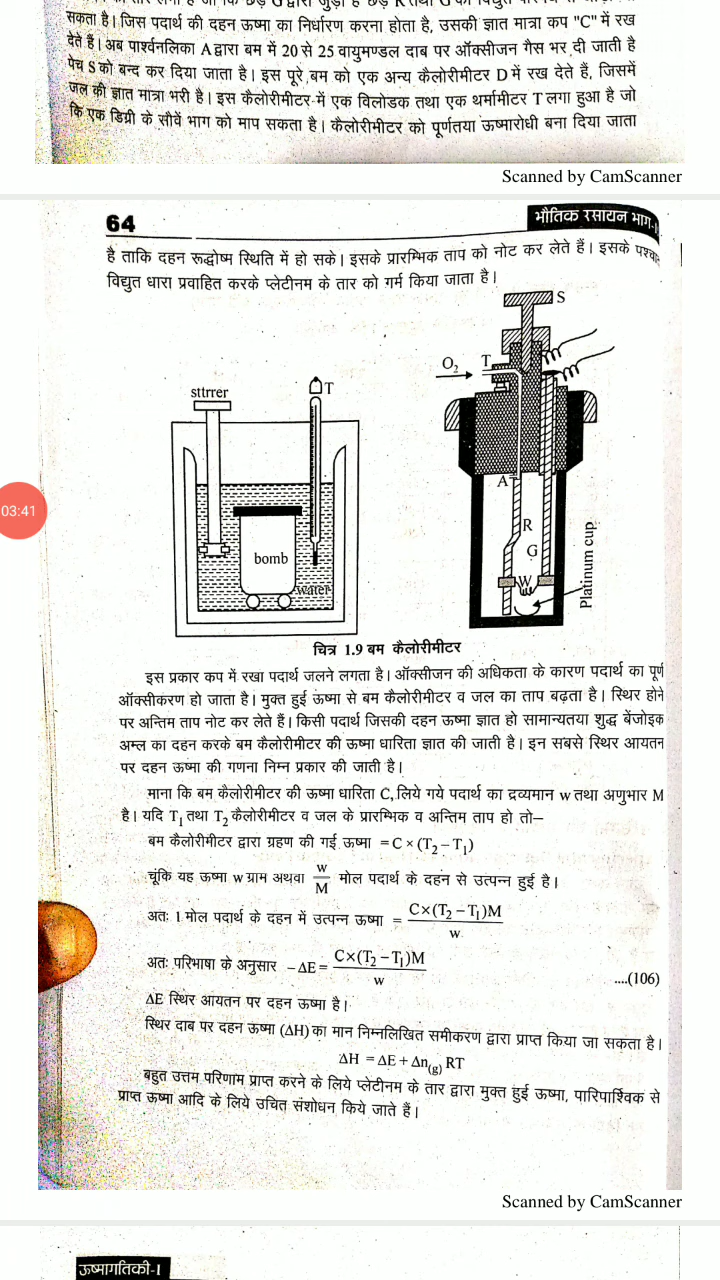 सकता है। जिस पदार्थ की दहन ऊष्मा का निर्धारण करना होता है, उसकी ज्ञात मात्रा कप "C" में रख
देते हैं। अब पार्श्वनलिका A द्वारा बम में 20 से 25 वायुमण्डल दाब पर ऑक्सीजन गैस भर दी जाती है
पेच S को बन्द कर दिया जाता है। इस पूरे बम को एक अन्य कैलोरीमीटर D में रख देते हैं, जिसमें
जल की ज्ञात मात्रा भरी है। इस कैलोरीमीटर में एक विलोडक तथा एक थर्मामीटर T लगा हुआ है जो
कि एक डिग्री के सौवें भाग को माप सकता है। कैलोरीमीटर को पूर्णतया ऊष्मारोधी बना दिया जाता
Scanned by CamScanner
64
भौतिक रसायन भाग-I
है ताकि दहन रूद्धोष्म स्थिति में हो सके। इसके प्रारम्भिक ताप को नोट कर लेते हैं। इसके पश्चात
विद्युत धारा प्रवाहित करके प्लेटीनम के तार को गर्म किया जाता है।
S
O₂ T
sttrrer T
A
03:41
R
G
bomb
W
water
Platinum cup
चित्र 1.9 बम कैलोरीमीटर
इस प्रकार कप में रखा पदार्थ जलने लगता है। ऑक्सीजन की अधिकता के कारण पदार्थ का पूर्ण
ऑक्सीकरण हो जाता है। मुक्त हुई ऊष्मा से बम कैलोरीमीटर व जल का ताप बढ़ता है। स्थिर होने
पर अन्तिम ताप नोट कर लेते हैं। किसी पदार्थ जिसकी दहन ऊष्मा ज्ञात हो सामान्यतया शुद्ध बेंजोइक
अम्ल का दहन करके बम कैलोरीमीटर की ऊष्मा धारिता ज्ञात की जाती है। इन सबसे स्थिर आयतन
पर दहन ऊष्मा की गणना निम्न प्रकार की जाती है।
माना कि बम कैलोरीमीटर की ऊष्मा धारिता C, लिये गये पदार्थ का द्रव्यमान w तथा अणुभार M
है। यदि T₁ तथा T₂ कैलोरीमीटर व जल के प्रारम्भिक व अन्तिम ताप हो तो–
बम कैलोरीमीटर द्वारा ग्रहण की गई ऊष्मा = C × (T₂ – T₁)
चूंकि यह ऊष्मा w ग्राम अथवा w/M मोल पदार्थ के दहन से उत्पन्न हुई है।
अतः 1 मोल पदार्थ के दहन में उत्पन्न ऊष्मा = C×(T₂ – T₁)M/w
अतः परिभाषा के अनुसार –ΔE = C×(T₂ – T₁)M/w ....(106)
ΔE स्थिर आयतन पर दहन ऊष्मा है।
स्थिर दाब पर दहन ऊष्मा (ΔH) का मान निम्नलिखित समीकरण द्वारा प्राप्त किया जा सकता है।
ΔH = ΔE + Δn(g) RT
बहुत उत्तम परिणाम प्राप्त करने के लिये प्लेटीनम के तार द्वारा मुक्त हुई ऊष्मा, पारिपार्श्विक से
प्राप्त ऊष्मा आदि के लिये उचित संशोधन किये जाते हैं।
Scanned by CamScanner
ऊष्मागतिकी-I